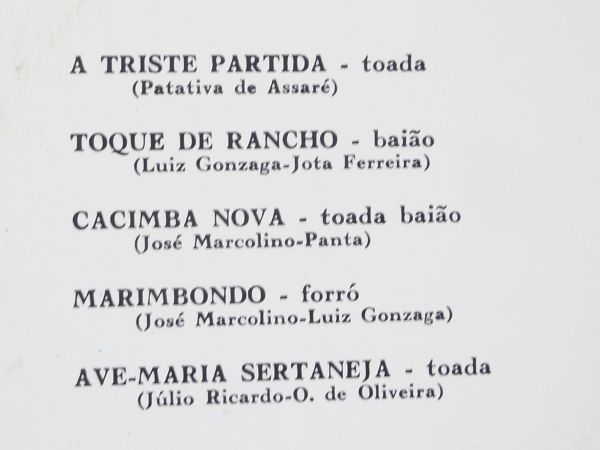 A TRISTE PARTIDA - toada
(Patativa de Assaré)
TOQUE DE RANCHO - baião
(Luiz Gonzaga-Jota Ferreira)
CACIMBA NOVA - toada baião
(José Marcolino-Panta)
MARIMBONDO - forró
(José Marcolino-Luiz Gonzaga)
AVE-MARIA SERTANEJA - toada
(Júlio Ricardo-O. de Oliveira)